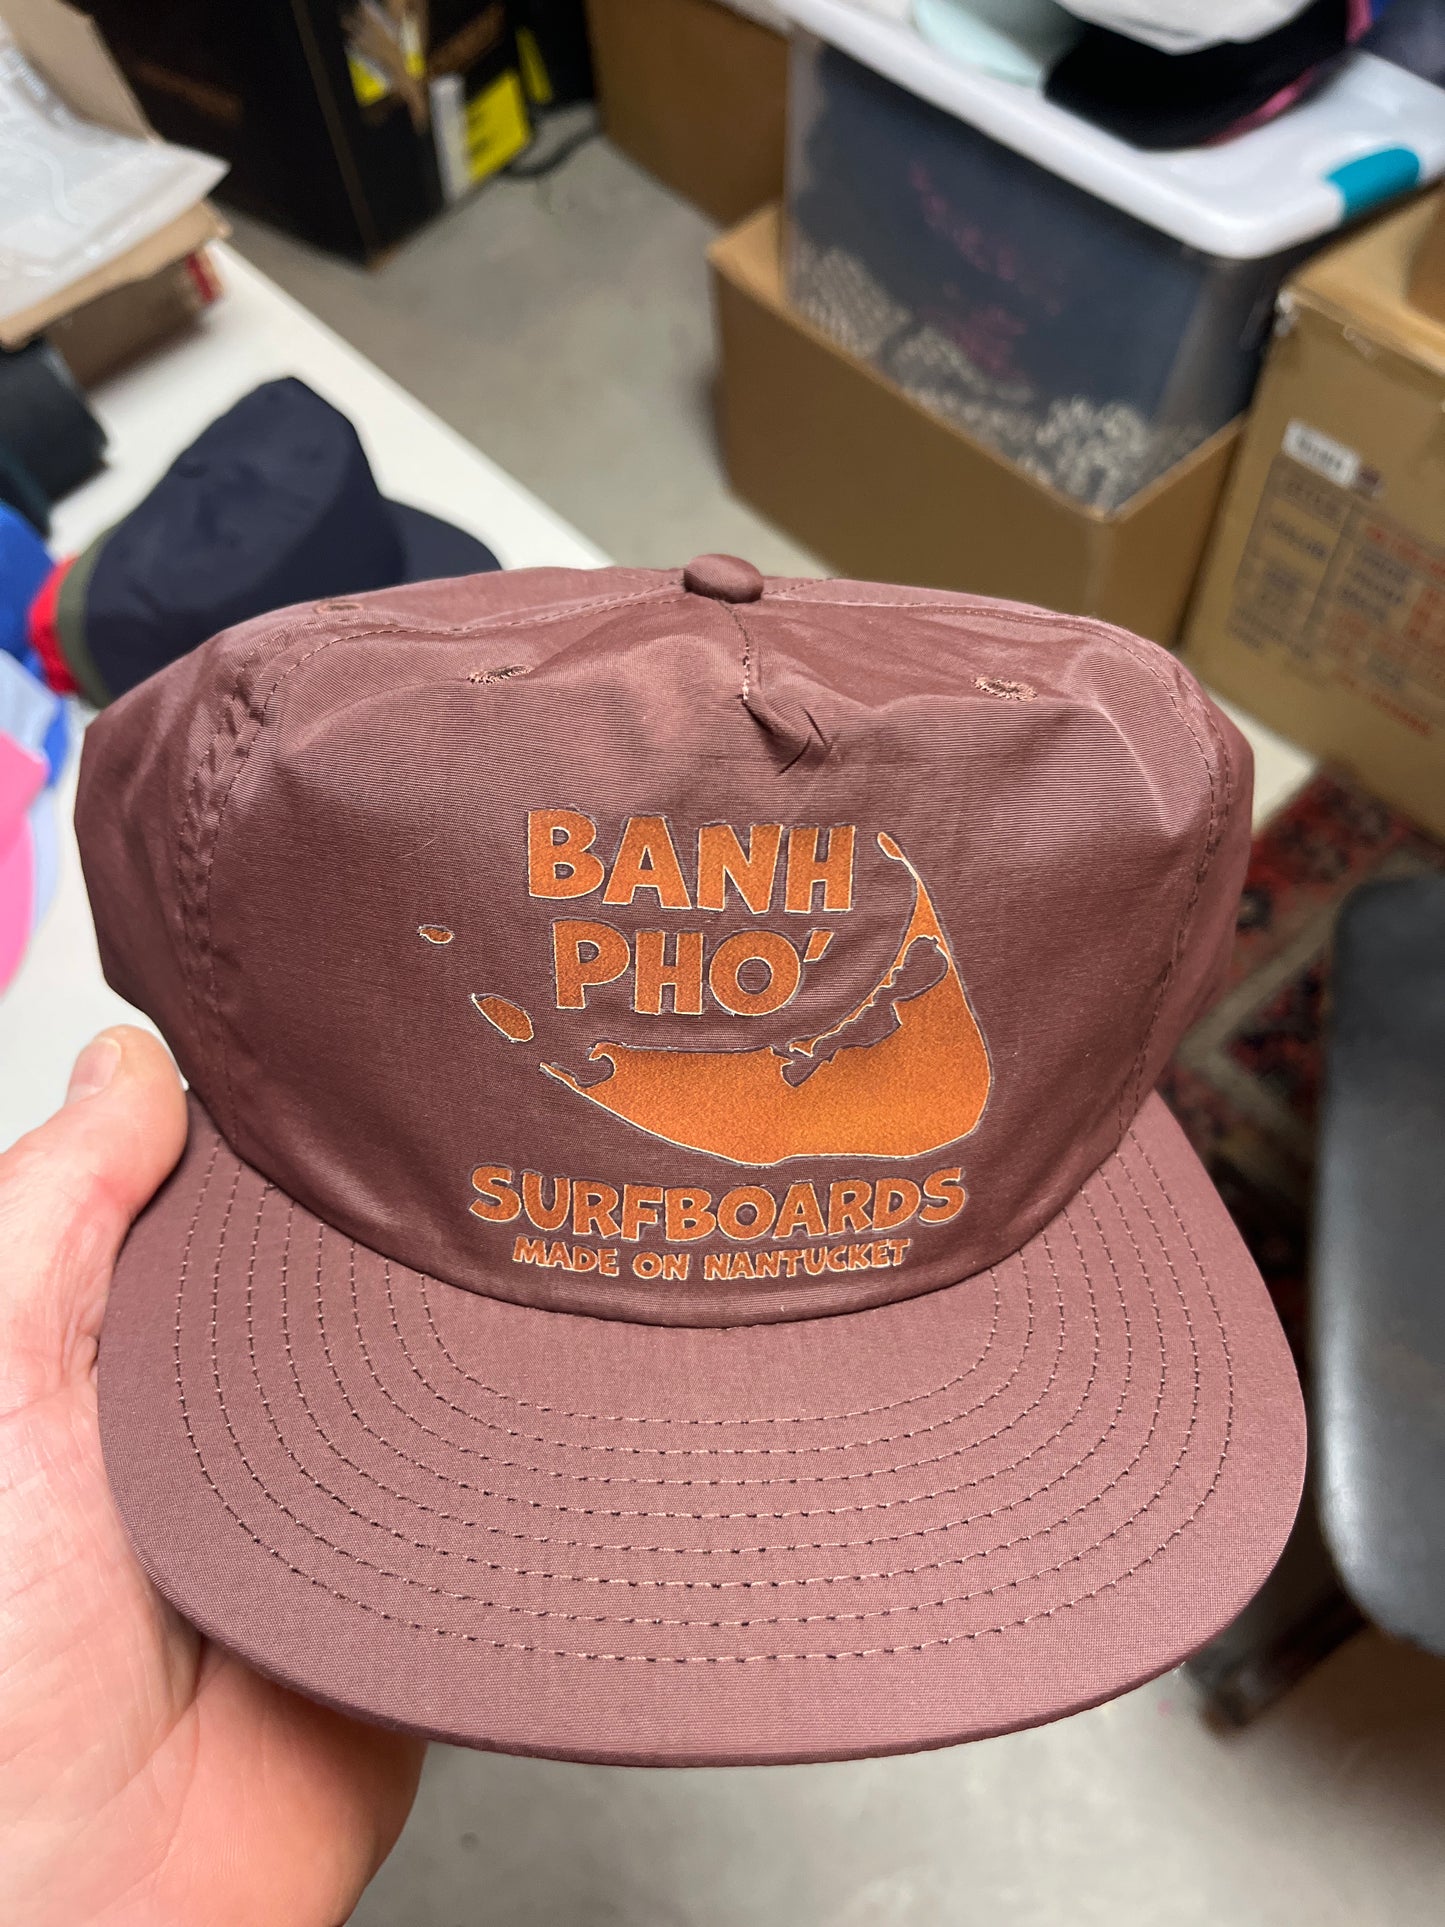 BANH
PHO'
SURFBOARDS
MADE ON NANTUCKET